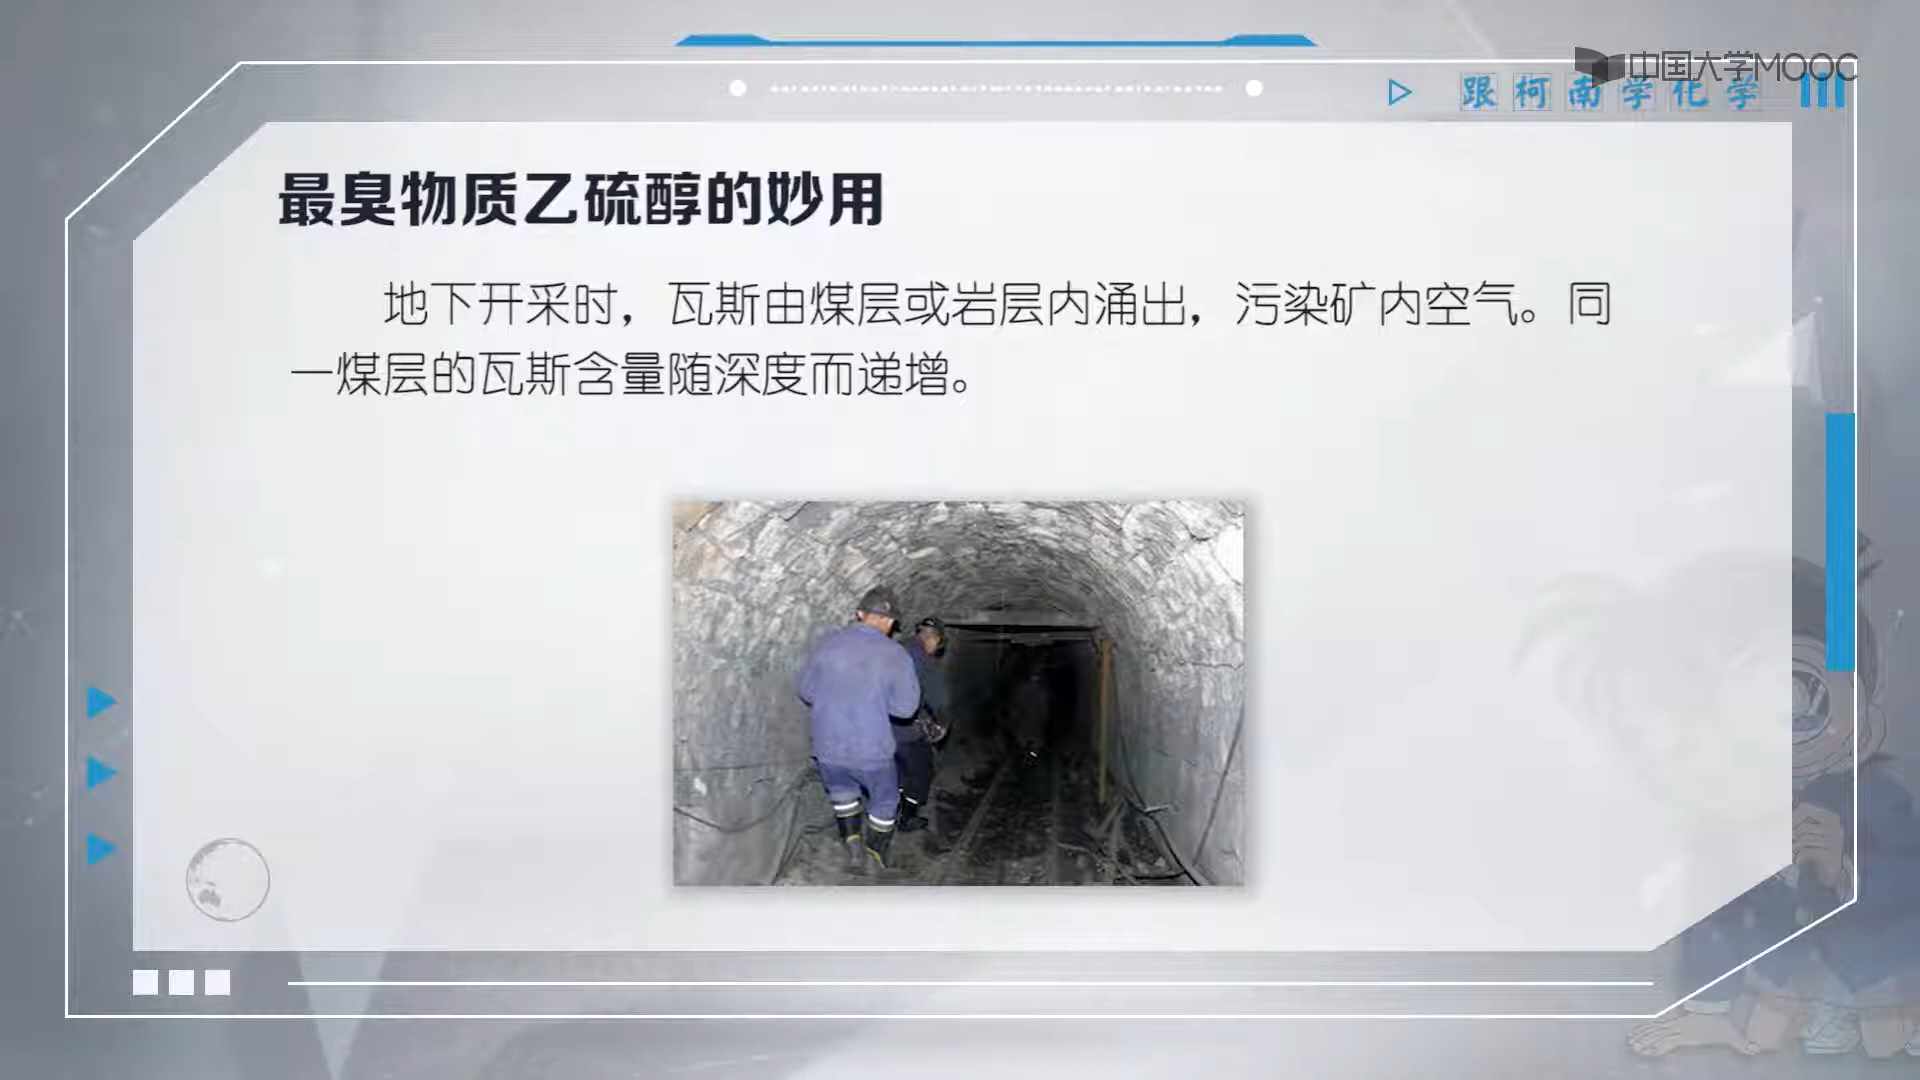 中国大学MOOC
跟柯南学化学
最臭物质乙硫醇的妙用
地下开采时，瓦斯由煤层或岩层内涌出，污染矿内空气。同
一煤层的瓦斯含量随深度而递增。